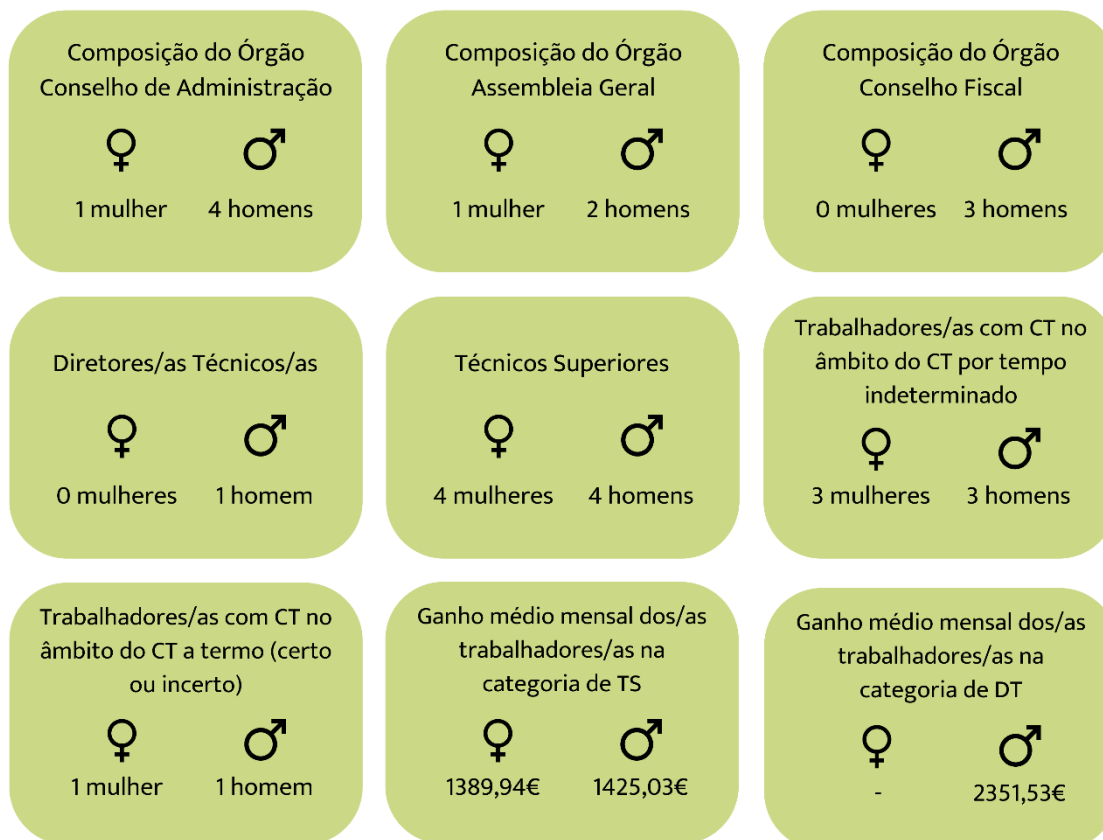 Composição do Órgão
Conselho de Administração
1 mulher 4 homens
Composição do Órgão
Assembleia Geral
1 mulher 2 homens
Composição do Órgão
Conselho Fiscal
0 mulheres 3 homens
Diretores/as Técnicos/as
0 mulheres 1 homem
Técnicos Superiores
4 mulheres 4 homens
Trabalhadores/as com CT no
âmbito do CT por tempo
indeterminado
3 mulheres 3 homens
Trabalhadores/as com CT no
âmbito do CT a termo (certo
ou incerto)
1 mulher 1 homem
Ganho médio mensal dos/as
trabalhadores/as na
categoria de TS
1389,94€ 1425,03€
Ganho médio mensal dos/as
trabalhadores/as na
categoria de DT
- 2351,53€